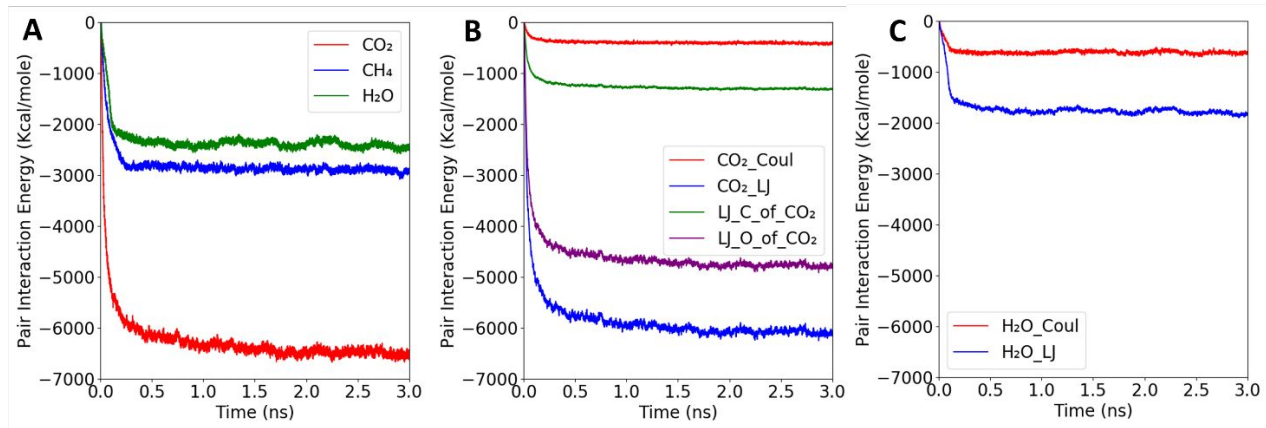 A
CO₂
CH₄
H₂O
Pair Interaction Energy (Kcal/mole)
0
−1000
−2000
−3000
−4000
−5000
−6000
−7000
0.0 0.5 1.0 1.5 2.0 2.5 3.0
Time (ns)
B
CO₂_Coul
CO₂_LJ
LJ_C_of_CO₂
LJ_O_of_CO₂
Pair Interaction Energy (Kcal/mole)
0
−1000
−2000
−3000
−4000
−5000
−6000
−7000
0.0 0.5 1.0 1.5 2.0 2.5 3.0
Time (ns)
C
H₂O_Coul
H₂O_LJ
Pair Interaction Energy (Kcal/mole)
0
−1000
−2000
−3000
−4000
−5000
−6000
−7000
0.0 0.5 1.0 1.5 2.0 2.5 3.0
Time (ns)